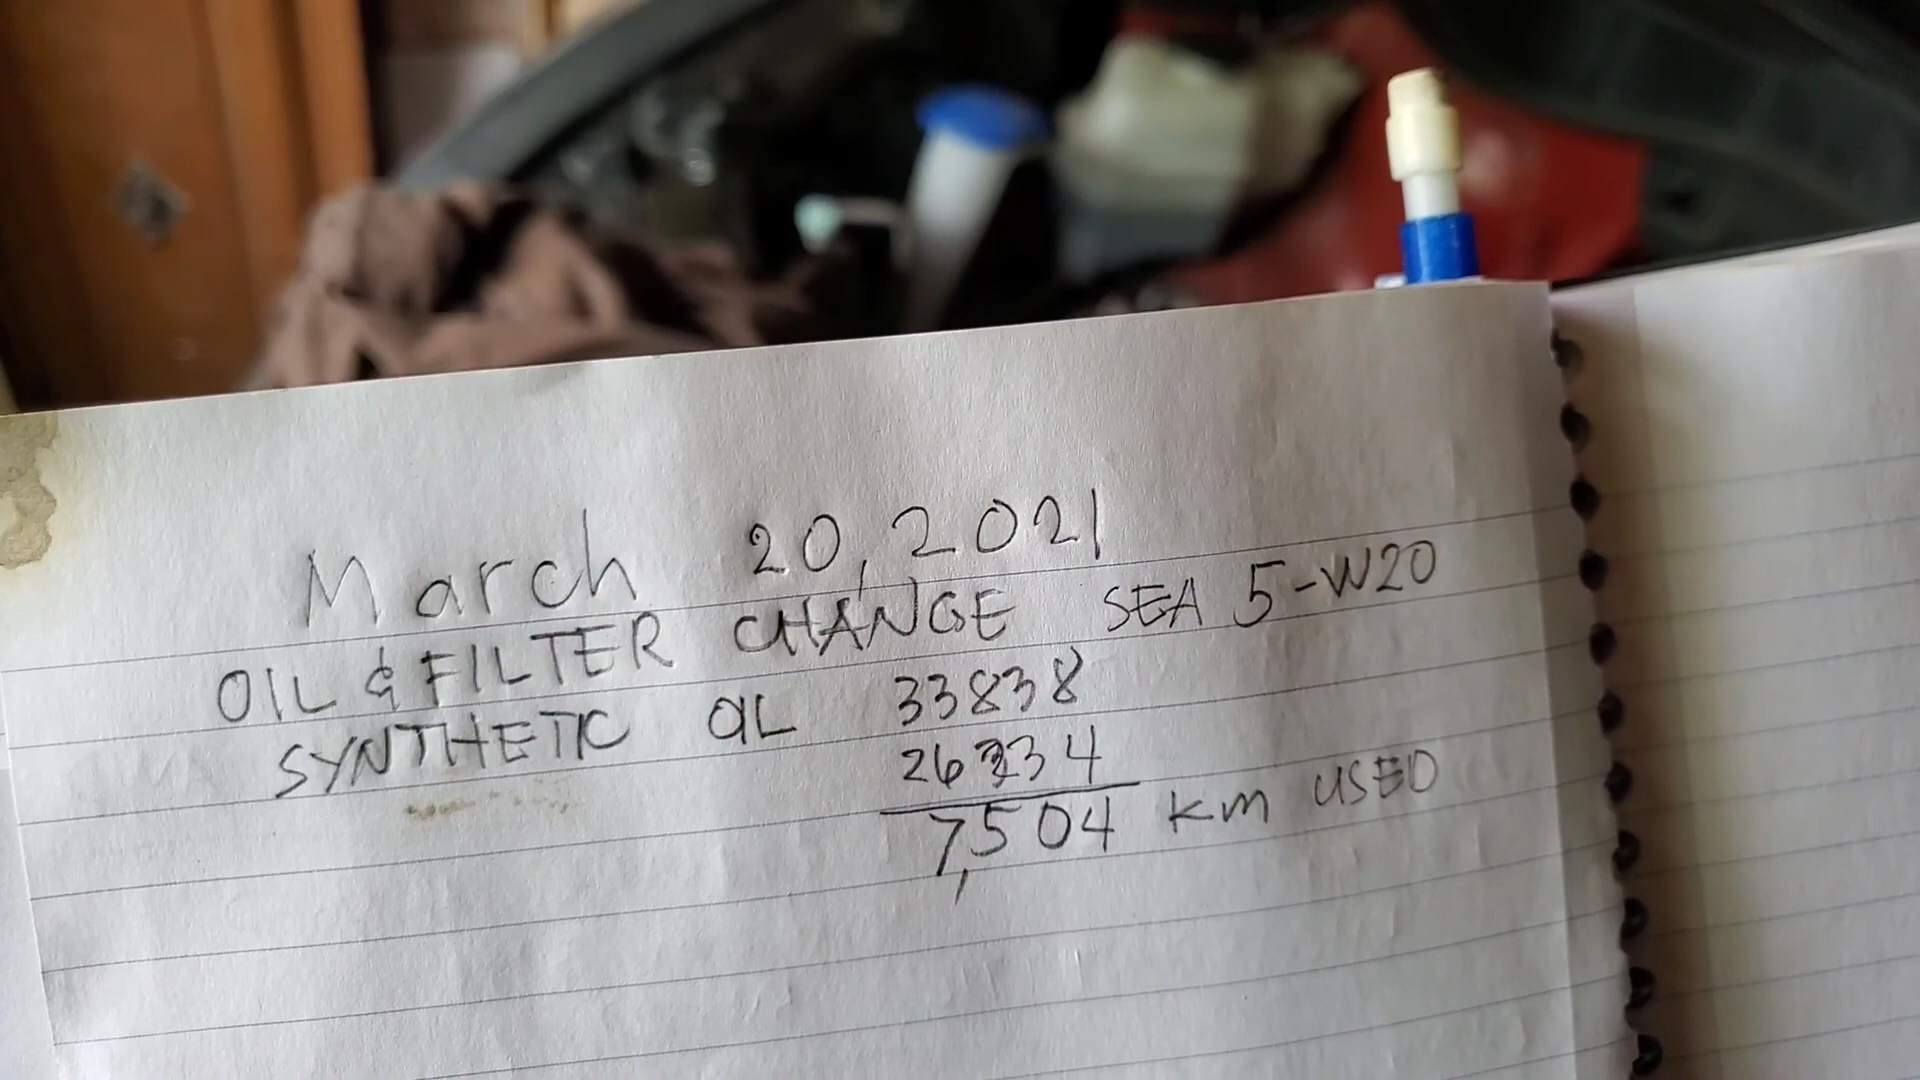 March 20, 2021
OIL & FILTER CHANGE SEA 5-W20
SYNTHETIC OIL 33838
26334
7,504 km USED